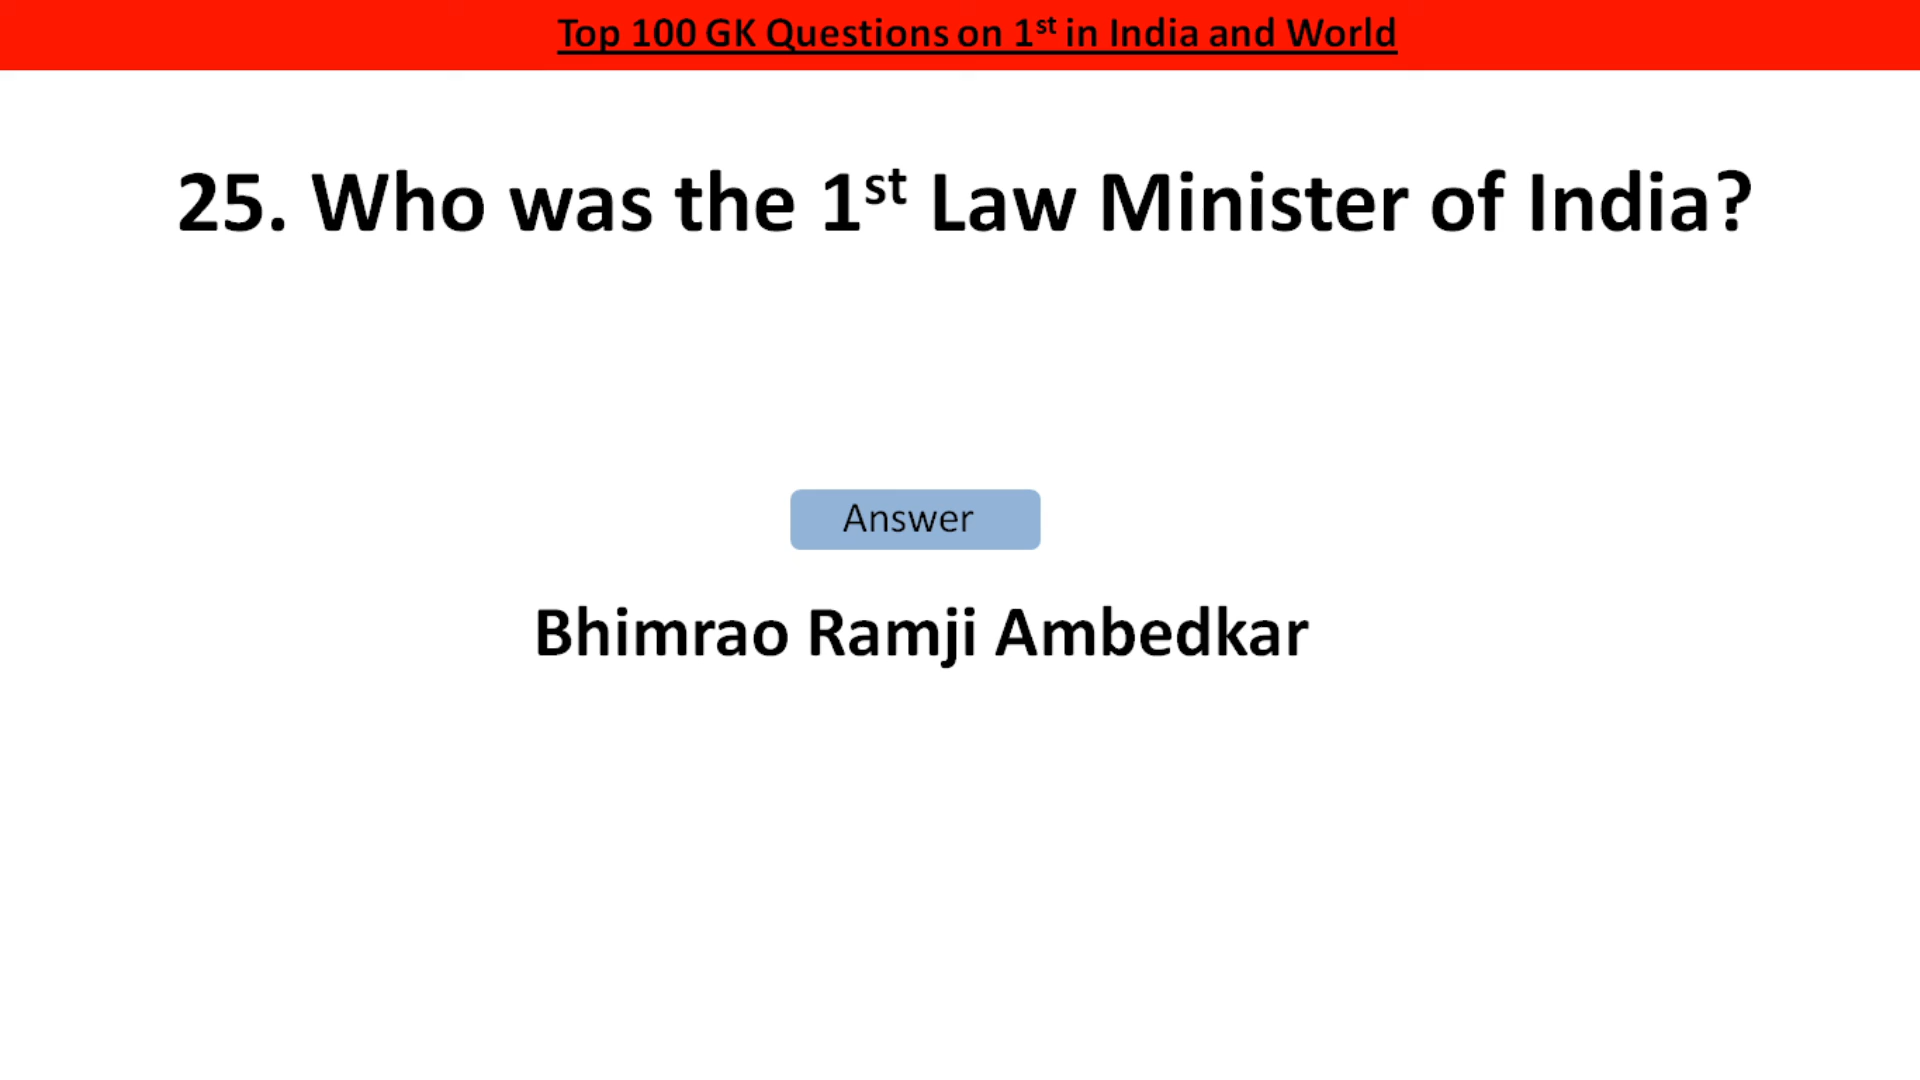 Top 100 GK Questions on 1st in India and World
25. Who was the 1st Law Minister of India?
Answer
Bhimrao Ramji Ambedkar